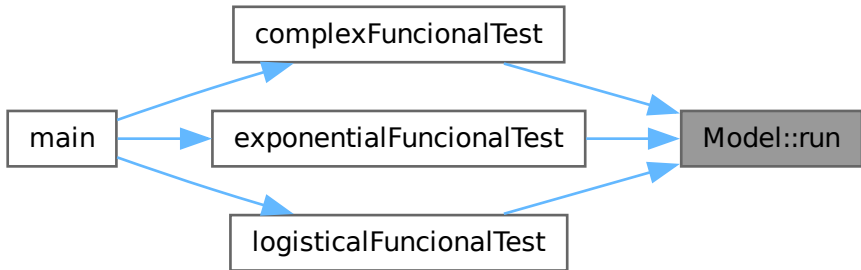 complexFuncionalTest
main
exponentialFuncionalTest
Model::run
logisticalFuncionalTest